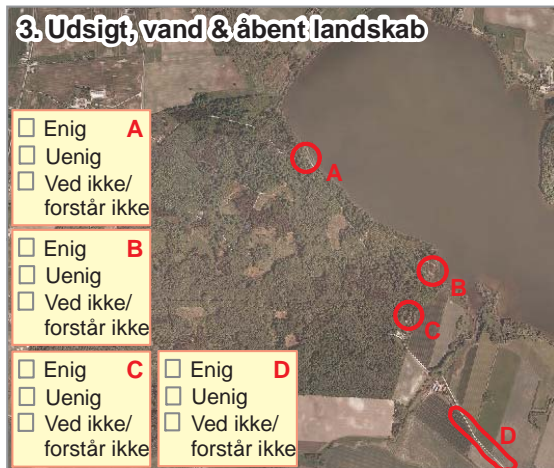 3. Udsigt, vand & åbent landskab
☐ Enig A
☐ Uenig
☐ Ved ikke/
forstår ikke
☐ Enig B
☐ Uenig
☐ Ved ikke/
forstår ikke
☐ Enig C
☐ Uenig
☐ Ved ikke/
forstår ikke
☐ Enig D
☐ Uenig
☐ Ved ikke/
forstår ikke
A
B
C
D